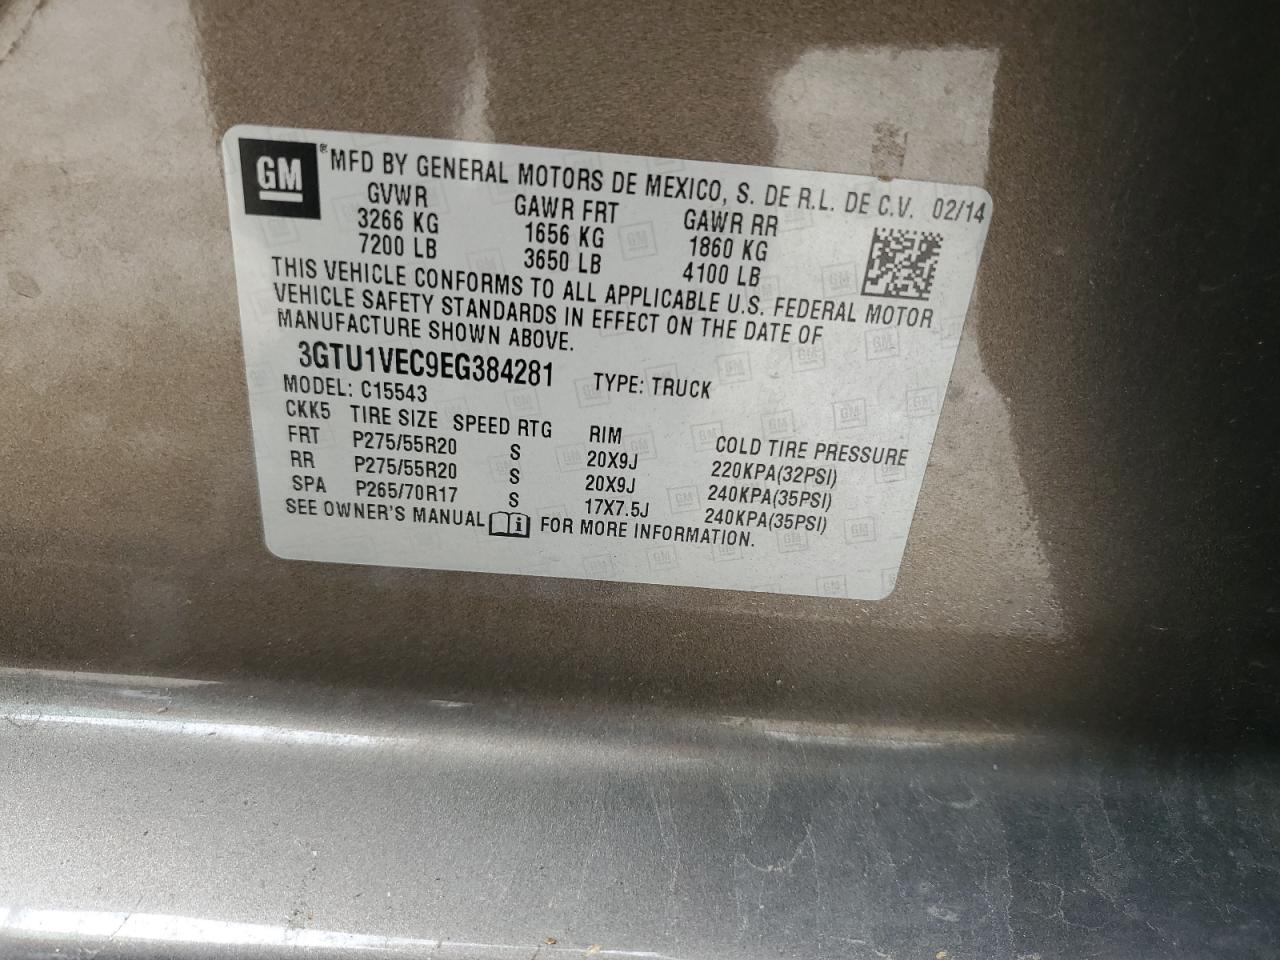 GM ® MFD BY GENERAL MOTORS DE MEXICO, S. DE R.L. DE C.V. 02/14
GVWR GAWR FRT GAWR RR
3266 KG 1656 KG 1860 KG
7200 LB 3650 LB 4100 LB
THIS VEHICLE CONFORMS TO ALL APPLICABLE U.S. FEDERAL MOTOR
VEHICLE SAFETY STANDARDS IN EFFECT ON THE DATE OF
MANUFACTURE SHOWN ABOVE.
3GTU1VEC9EG384281 TYPE: TRUCK
MODEL: C15543
CKK5 TIRE SIZE SPEED RTG RIM COLD TIRE PRESSURE
FRT P275/55R20 S 20X9J 220KPA(32PSI)
RR P275/55R20 S 20X9J 240KPA(35PSI)
SPA P265/70R17 S 17X7.5J 240KPA(35PSI)
SEE OWNER'S MANUAL i FOR MORE INFORMATION.